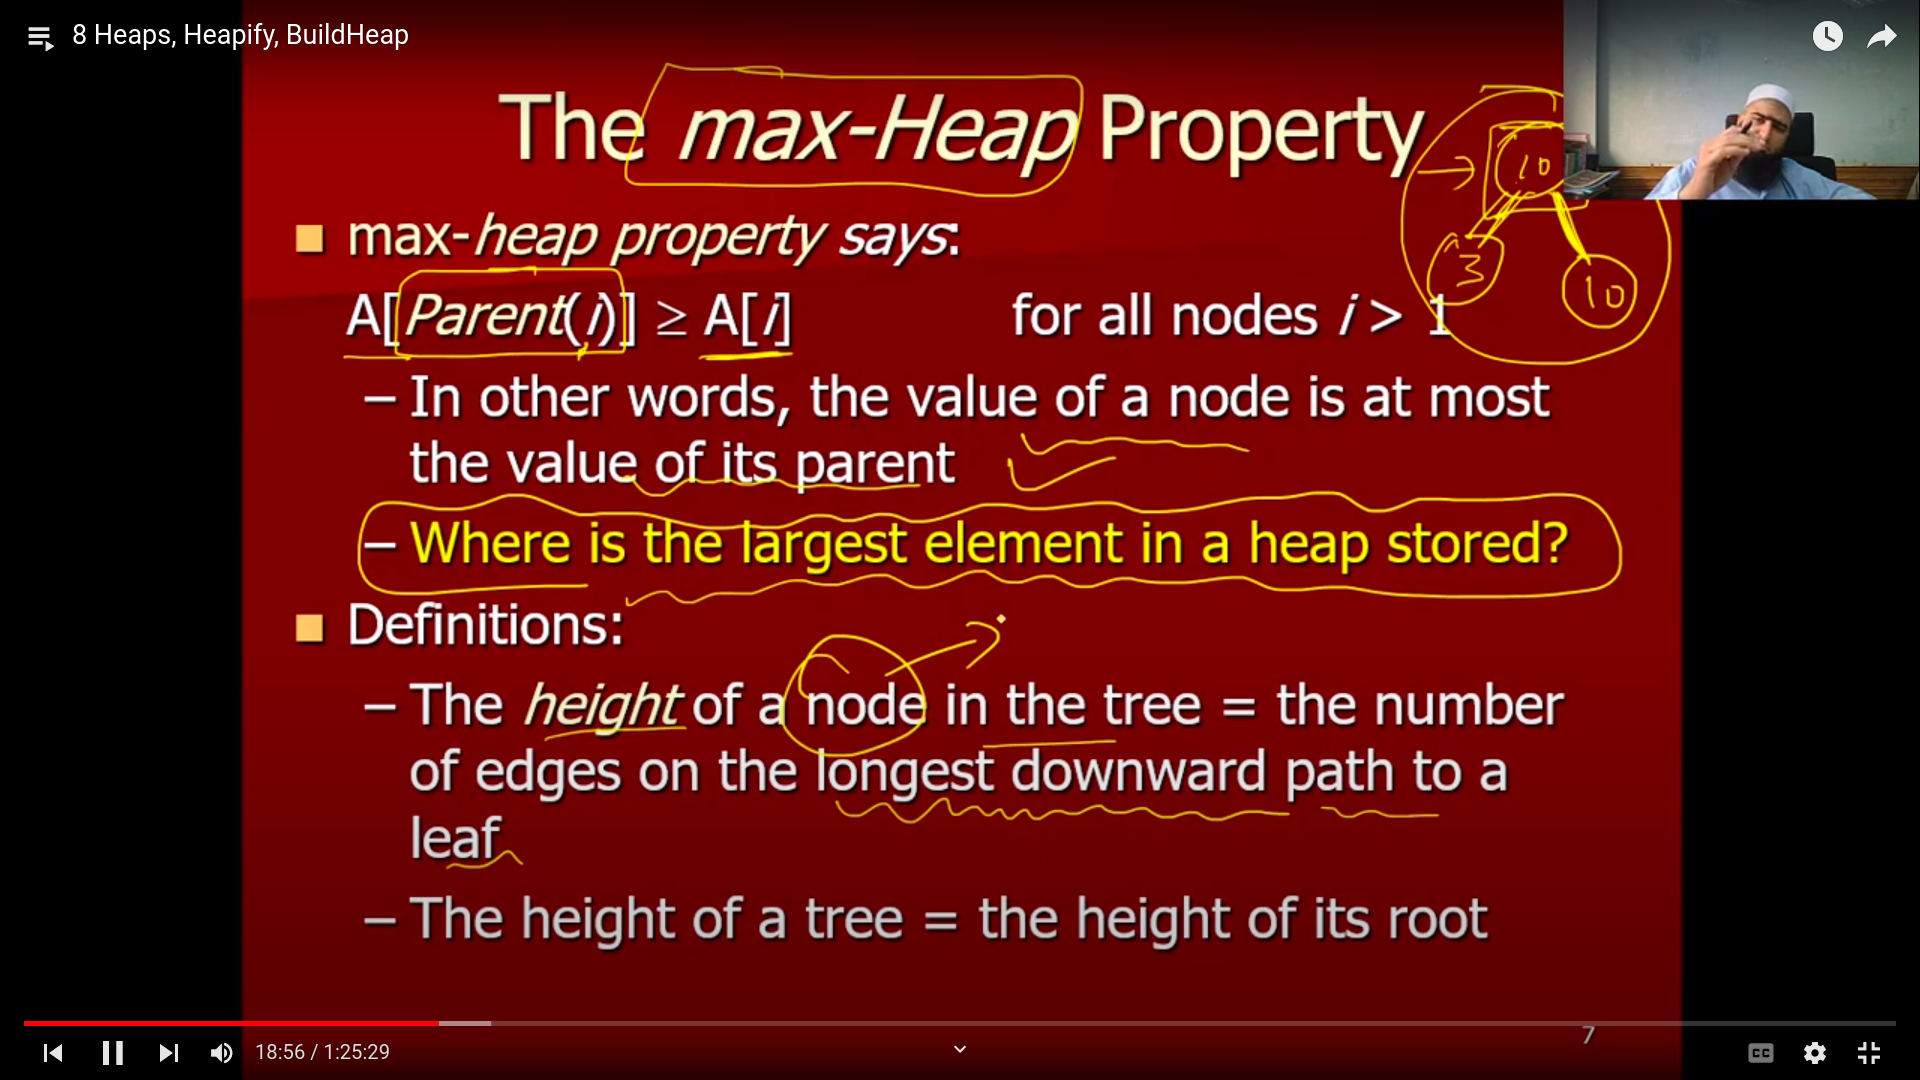 8 Heaps, Heapify, BuildHeap
The max-Heap Property
10
3
10
max-heap property says:
A[Parent(i)] ≥ A[i] for all nodes i > 1
– In other words, the value of a node is at most
the value of its parent
– Where is the largest element in a heap stored?
Definitions:
– The height of a node in the tree = the number
of edges on the longest downward path to a
leaf
– The height of a tree = the height of its root
7
18:56 / 1:25:29
CC